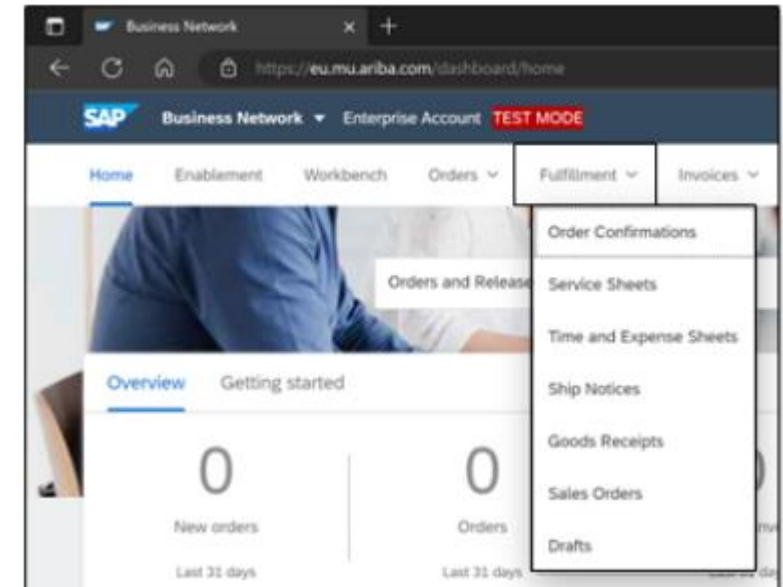 Business Network
https://eu.mu.ariba.com/dashboard/home
SAP Business Network Enterprise Account TEST MODE
Home Enablement Workbench Orders Fulfillment Invoices
Order Confirmations
Orders and Release Service Sheets
Time and Expense Sheets
Overview Getting started
Ship Notices
Goods Receipts
0 0
Sales Orders
New orders Orders
Drafts
Last 31 days Last 31 days